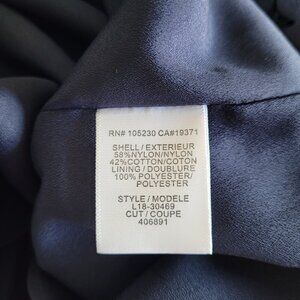 RN# 105230 CA#19371
SHELL / EXTERIEUR
58%NYLON/NYLON
42%COTTON/COTON
LINING / DOUBLURE
100% POLYESTER/
POLYESTER
STYLE / MODELE
L18-30469
CUT / COUPE
406891